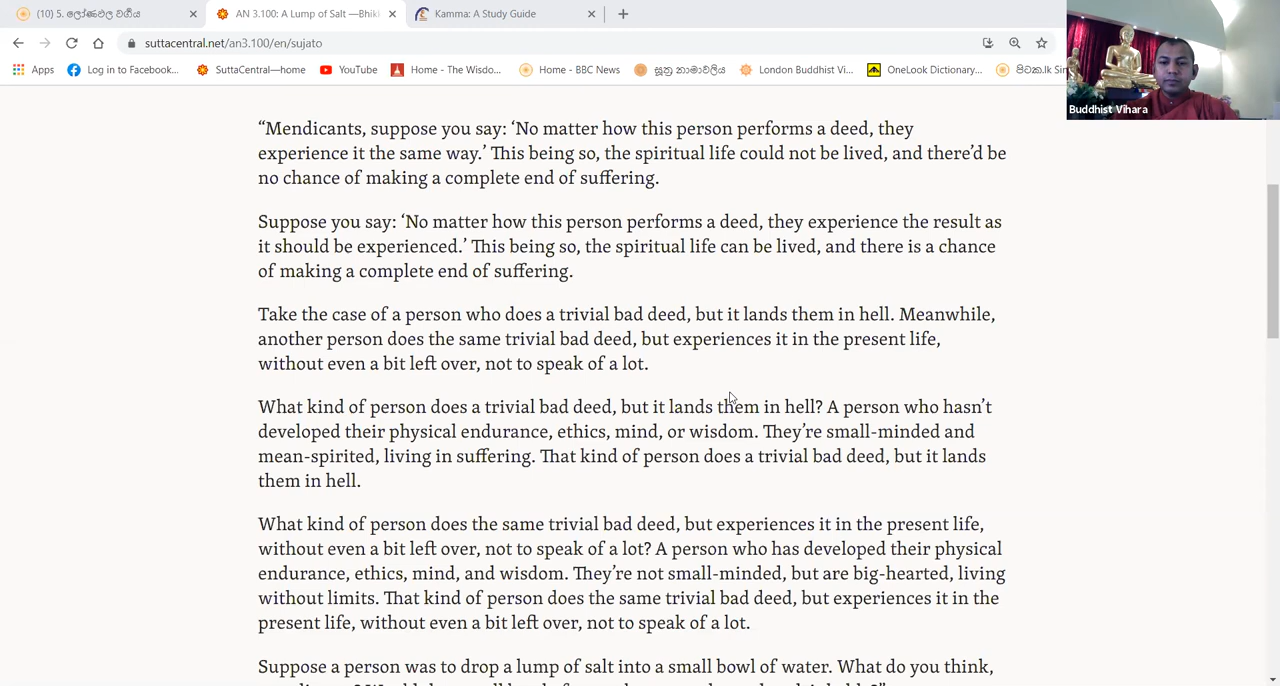 (10) 5. ලෝණඵල වර්ගය
AN 3.100: A Lump of Salt —Bhikl
Kamma: A Study Guide
suttacentral.net/an3.100/en/sujato
Apps
Log in to Facebook...
SuttaCentral—home
YouTube
Home - The Wisdo...
Home - BBC News
සූත්‍ර නාමාවලිය
London Buddhist Vi...
OneLook Dictionary...
පිටක.lk Sin
Buddhist Vihara
“Mendicants, suppose you say: ‘No matter how this person performs a deed, they
experience it the same way.’ This being so, the spiritual life could not be lived, and there’d be
no chance of making a complete end of suffering.
Suppose you say: ‘No matter how this person performs a deed, they experience the result as
it should be experienced.’ This being so, the spiritual life can be lived, and there is a chance
of making a complete end of suffering.
Take the case of a person who does a trivial bad deed, but it lands them in hell. Meanwhile,
another person does the same trivial bad deed, but experiences it in the present life,
without even a bit left over, not to speak of a lot.
What kind of person does a trivial bad deed, but it lands them in hell? A person who hasn’t
developed their physical endurance, ethics, mind, or wisdom. They’re small-minded and
mean-spirited, living in suffering. That kind of person does a trivial bad deed, but it lands
them in hell.
What kind of person does the same trivial bad deed, but experiences it in the present life,
without even a bit left over, not to speak of a lot? A person who has developed their physical
endurance, ethics, mind, and wisdom. They’re not small-minded, but are big-hearted, living
without limits. That kind of person does the same trivial bad deed, but experiences it in the
present life, without even a bit left over, not to speak of a lot.
Suppose a person was to drop a lump of salt into a small bowl of water. What do you think,